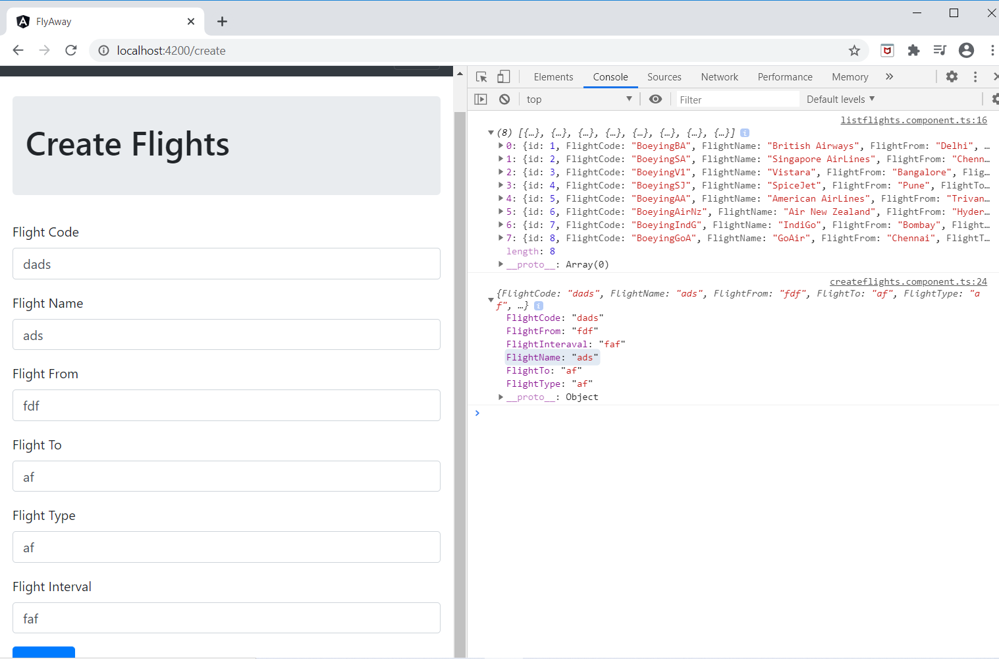 FlyAway
localhost:4200/create
Elements Console Sources Network Performance Memory
top Filter Default levels
Create Flights
Flight Code
dads
Flight Name
ads
Flight From
fdf
Flight To
af
Flight Type
af
Flight Interval
faf
listflights.component.ts:16
(8) [{…}, {…}, {…}, {…}, {…}, {…}, {…}, {…}]
0: {id: 1, FlightCode: "BoeyingBA", FlightName: "British Airways", FlightFrom: "Delhi", …
1: {id: 2, FlightCode: "BoeyingSA", FlightName: "Singapore AirLines", FlightFrom: "Chenn…
2: {id: 3, FlightCode: "BoeyingV1", FlightName: "Vistara", FlightFrom: "Bangalore", Flig…
3: {id: 4, FlightCode: "BoeyingSJ", FlightName: "SpiceJet", FlightFrom: "Pune", FlightTo…
4: {id: 5, FlightCode: "BoeyingAA", FlightName: "American AirLines", FlightFrom: "Trivan…
5: {id: 6, FlightCode: "BoeyingAirNz", FlightName: "Air New Zealand", FlightFrom: "Hyder…
6: {id: 7, FlightCode: "BoeyingIndG", FlightName: "IndiGo", FlightFrom: "Bombay", Flight…
7: {id: 8, FlightCode: "BoeyingGoA", FlightName: "GoAir", FlightFrom: "Chennai", FlightT…
length: 8
__proto__: Array(0)
createflights.component.ts:24
{FlightCode: "dads", FlightName: "ads", FlightFrom: "fdf", FlightTo: "af", FlightType: "a
f", …}
FlightCode: "dads"
FlightFrom: "fdf"
FlightInteraval: "faf"
FlightName: "ads"
FlightTo: "af"
FlightType: "af"
__proto__: Object